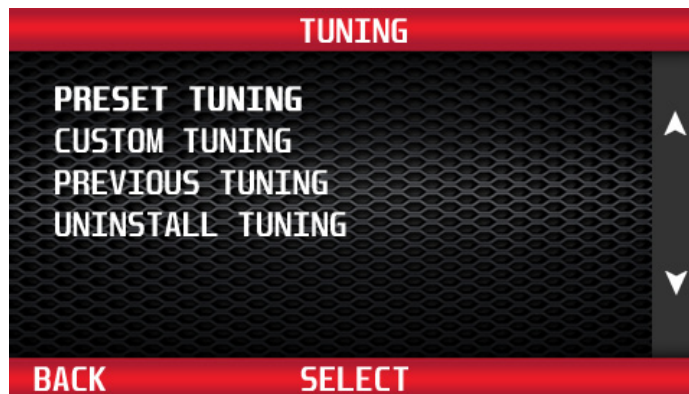 TUNING
PRESET TUNING
CUSTOM TUNING
PREVIOUS TUNING
UNINSTALL TUNING
BACK SELECT